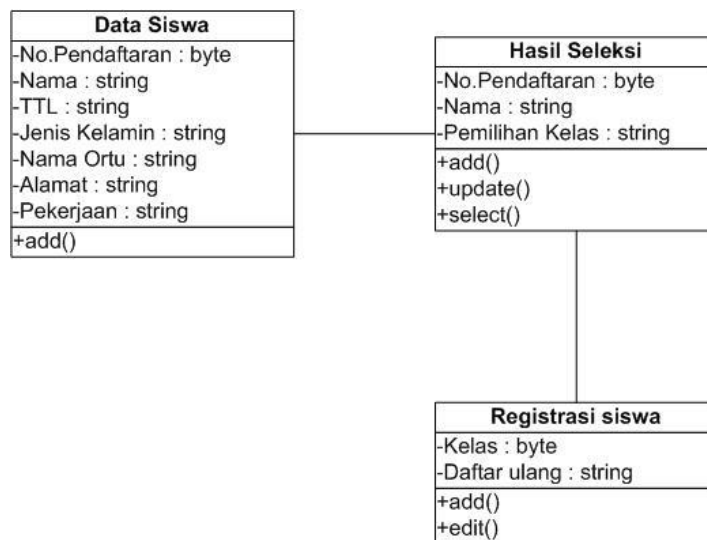 Data Siswa
-No.Pendaftaran : byte
-Nama : string
-TTL : string
-Jenis Kelamin : string
-Nama Ortu : string
-Alamat : string
-Pekerjaan : string
+add()
Hasil Seleksi
-No.Pendaftaran : byte
-Nama : string
-Pemilihan Kelas : string
+add()
+update()
+select()
Registrasi siswa
-Kelas : byte
-Daftar ulang : string
+add()
+edit()